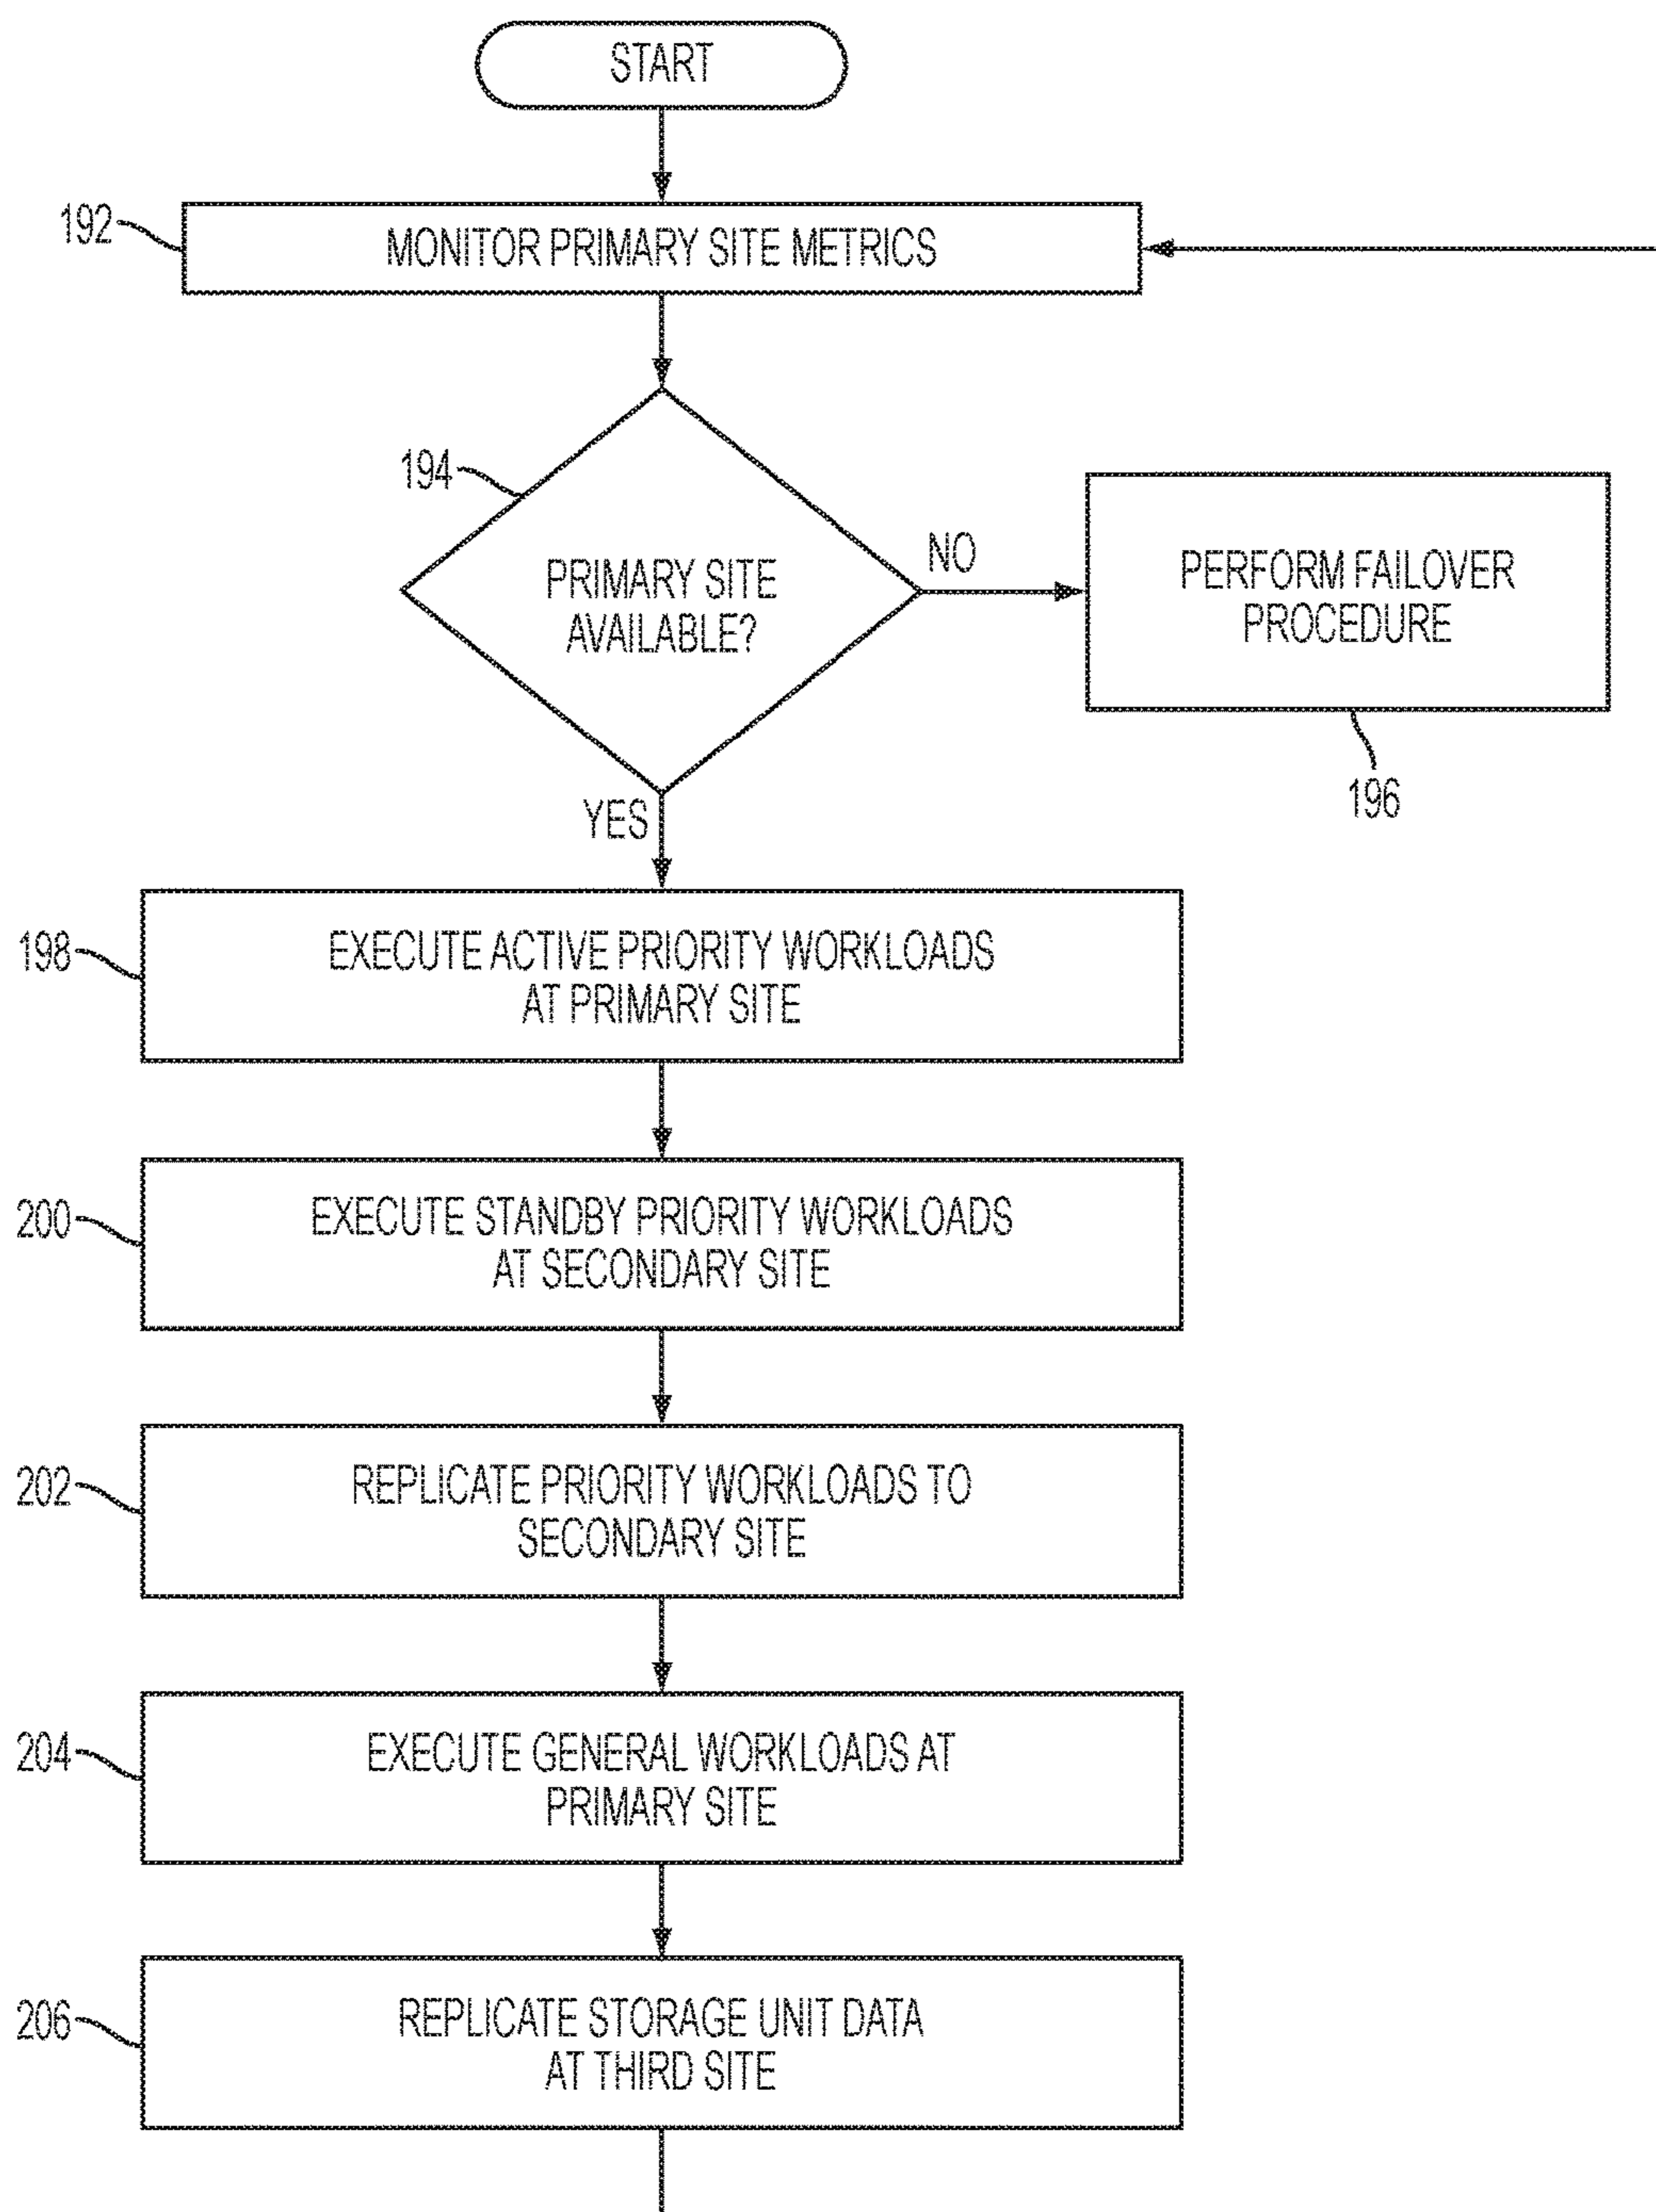 START
192
MONITOR PRIMARY SITE METRICS
194
PRIMARY SITE
AVAILABLE?
NO
PERFORM FAILOVER
PROCEDURE
196
YES
198
EXECUTE ACTIVE PRIORITY WORKLOADS
AT PRIMARY SITE
200
EXECUTE STANDBY PRIORITY WORKLOADS
AT SECONDARY SITE
202
REPLICATE PRIORITY WORKLOADS TO
SECONDARY SITE
204
EXECUTE GENERAL WORKLOADS AT
PRIMARY SITE
206
REPLICATE STORAGE UNIT DATA
AT THIRD SITE